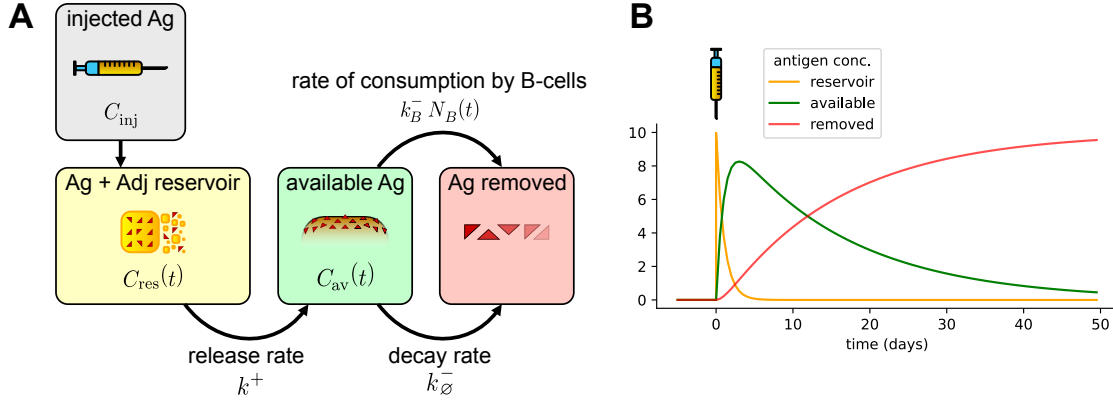 A
injected Ag
C_inj
rate of consumption by B-cells
k_B^- N_B(t)
Ag + Adj reservoir
C_res(t)
available Ag
C_av(t)
Ag removed
release rate
k^+
decay rate
k_∅^-
B
antigen conc.
reservoir
available
removed
10
8
6
4
2
0
0
10
20
30
40
50
time (days)